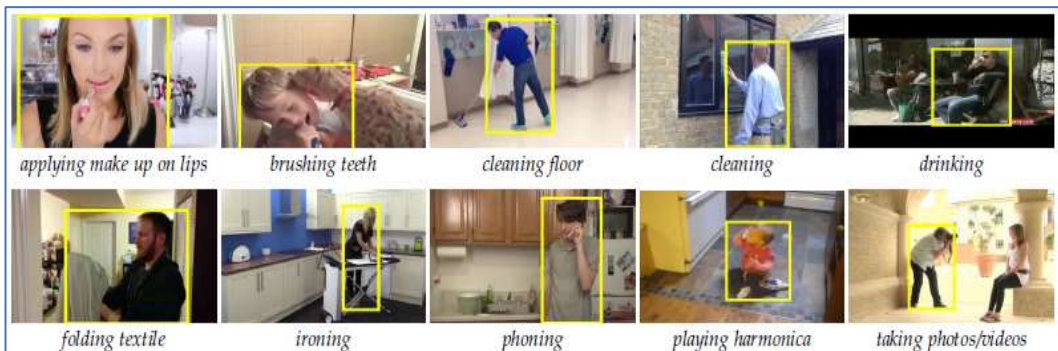 applying make up on lips
brushing teeth
cleaning floor
cleaning
drinking
folding textile
ironing
phoning
playing harmonica
taking photos/videos